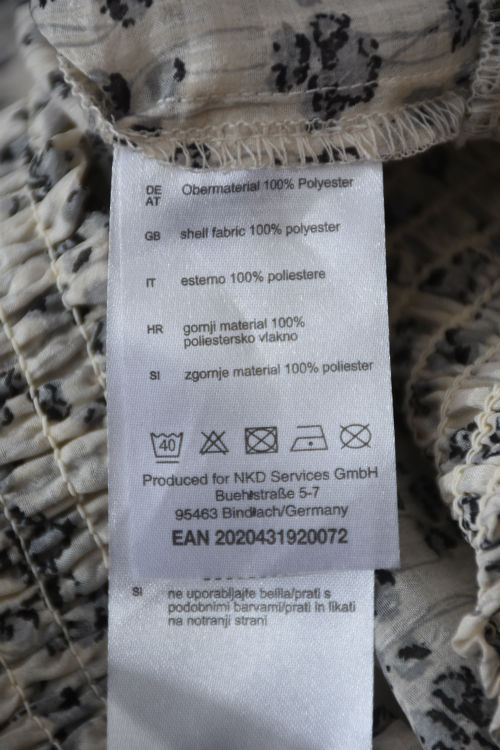 DE
AT
Obermaterial 100% Polyester
GB
shell fabric 100% polyester
IT
esterno 100% poliestere
HR
gornji material 100%
poliestersko vlakno
SI
zgornje material 100% poliester
40
Produced for NKD Services GmbH
Buehlstraße 5-7
95463 Bindlach/Germany
EAN 2020431920072
SI
ne uporabljajte belila/prati s
podobnimi barvami/prati in likati
na notranji strani